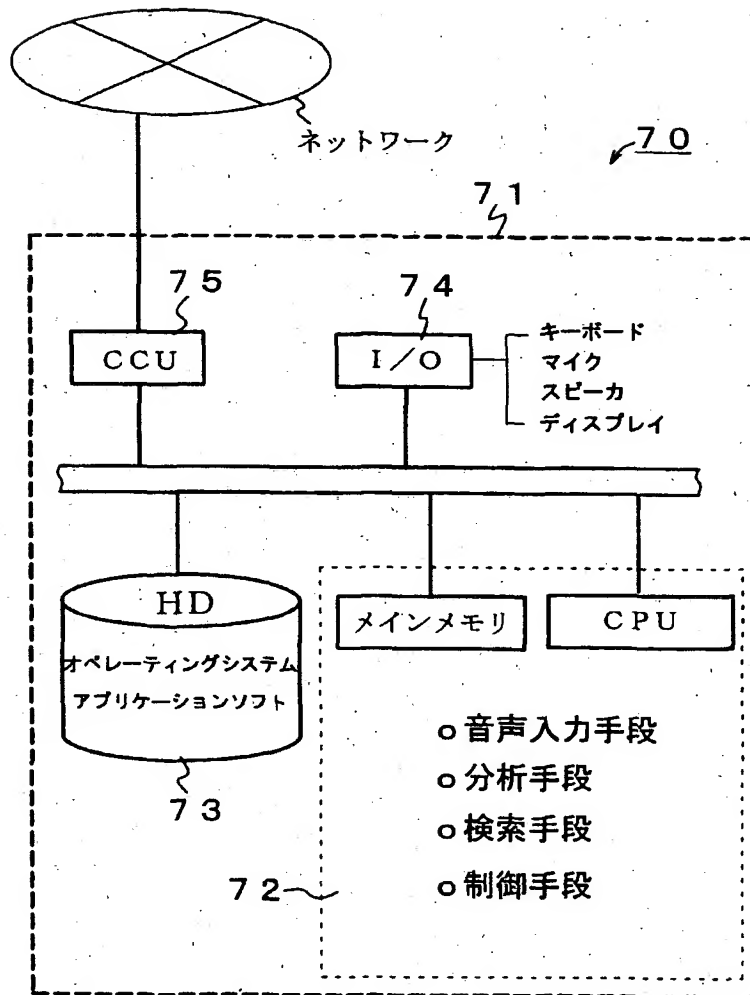 ネットワーク
70
71
75
74
CCU
I/O
キーボード
マイク
スピーカ
ディスプレイ
HD
オペレーティングシステム
アプリケーションソフト
メインメモリ
CPU
o 音声入力手段
o 分析手段
o 検索手段
o 制御手段
73
72